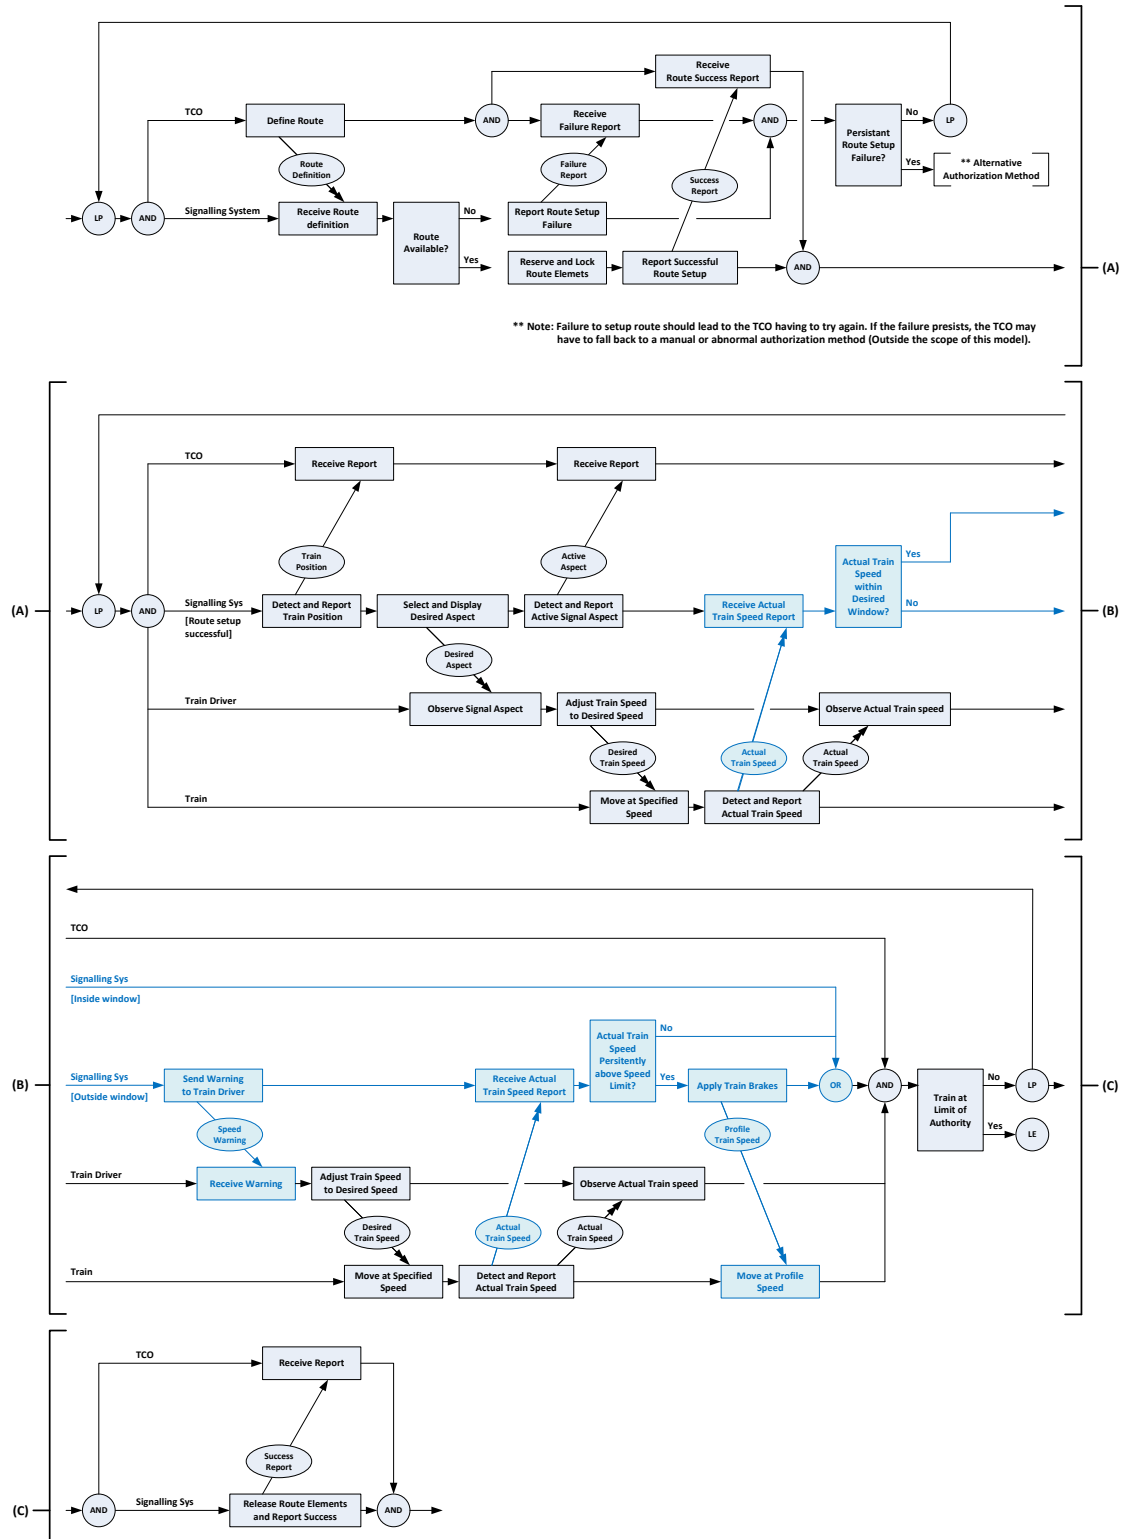 Receive
Route Success Report
TCO
Define Route
AND
Receive
Failure Report
AND
Persistant
Route Setup
Failure?
No
LP
Yes
** Alternative
Authorization Method
Route
Definition
Failure
Report
Success
Report
LP
AND
Signalling System
Receive Route
definition
Route
Available?
No
Report Route Setup
Failure
Yes
Reserve and Lock
Route Elemets
Report Successful
Route Setup
AND
(A)
** Note: Failure to setup route should lead to the TCO having to try again. If the failure presists, the TCO may
have to fall back to a manual or abnormal authorization method (Outside the scope of this model).
TCO
Receive Report
Receive Report
Train
Position
Active
Aspect
Actual Train
Speed
within
Desired
Window?
Yes
No
(A)
LP
AND
Signalling Sys
[Route setup
successful]
Detect and Report
Train Position
Select and Display
Desired Aspect
Detect and Report
Active Signal Aspect
Receive Actual
Train Speed Report
(B)
Desired
Aspect
Train Driver
Observe Signal Aspect
Adjust Train Speed
to Desired Speed
Observe Actual Train speed
Desired
Train Speed
Actual
Train Speed
Actual
Train Speed
Train
Move at Specified
Speed
Detect and Report
Actual Train Speed
TCO
Signalling Sys
[Inside window]
Actual Train
Speed
Persitently
above Speed
Limit?
No
Yes
(B)
Signalling Sys
[Outside window]
Send Warning
to Train Driver
Receive Actual
Train Speed Report
Apply Train Brakes
OR
AND
Train at
Limit of
Authority
No
LP
Yes
LE
(C)
Speed
Warning
Profile
Train Speed
Train Driver
Receive Warning
Adjust Train Speed
to Desired Speed
Observe Actual Train speed
Desired
Train Speed
Actual
Train Speed
Actual
Train Speed
Train
Move at Specified
Speed
Detect and Report
Actual Train Speed
Move at Profile
Speed
TCO
Receive Report
Success
Report
(C)
AND
Signalling Sys
Release Route Elements
and Report Success
AND